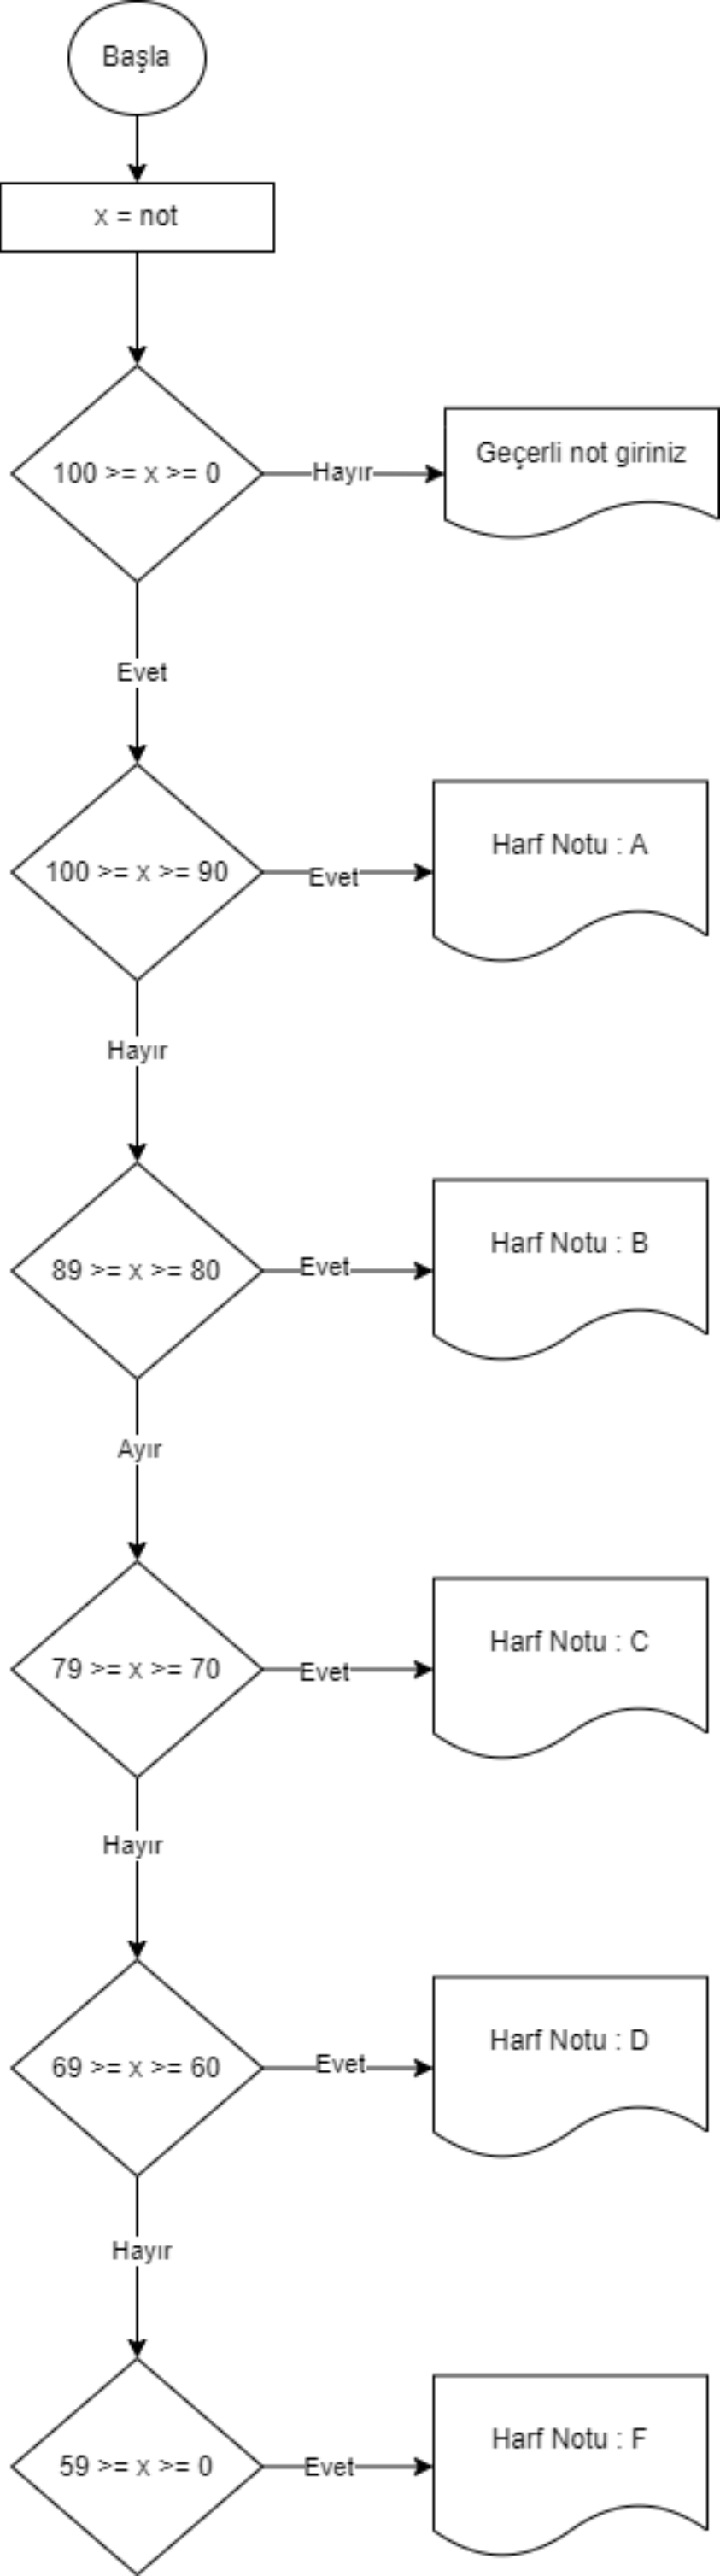 Başla
x = not
100 >= x >= 0
Hayır
Geçerli not giriniz
Evet
100 >= x >= 90
Evet
Harf Notu : A
Hayır
89 >= x >= 80
Evet
Harf Notu : B
Ayır
79 >= x >= 70
Evet
Harf Notu : C
Hayır
69 >= x >= 60
Evet
Harf Notu : D
Hayır
59 >= x >= 0
Evet
Harf Notu : F